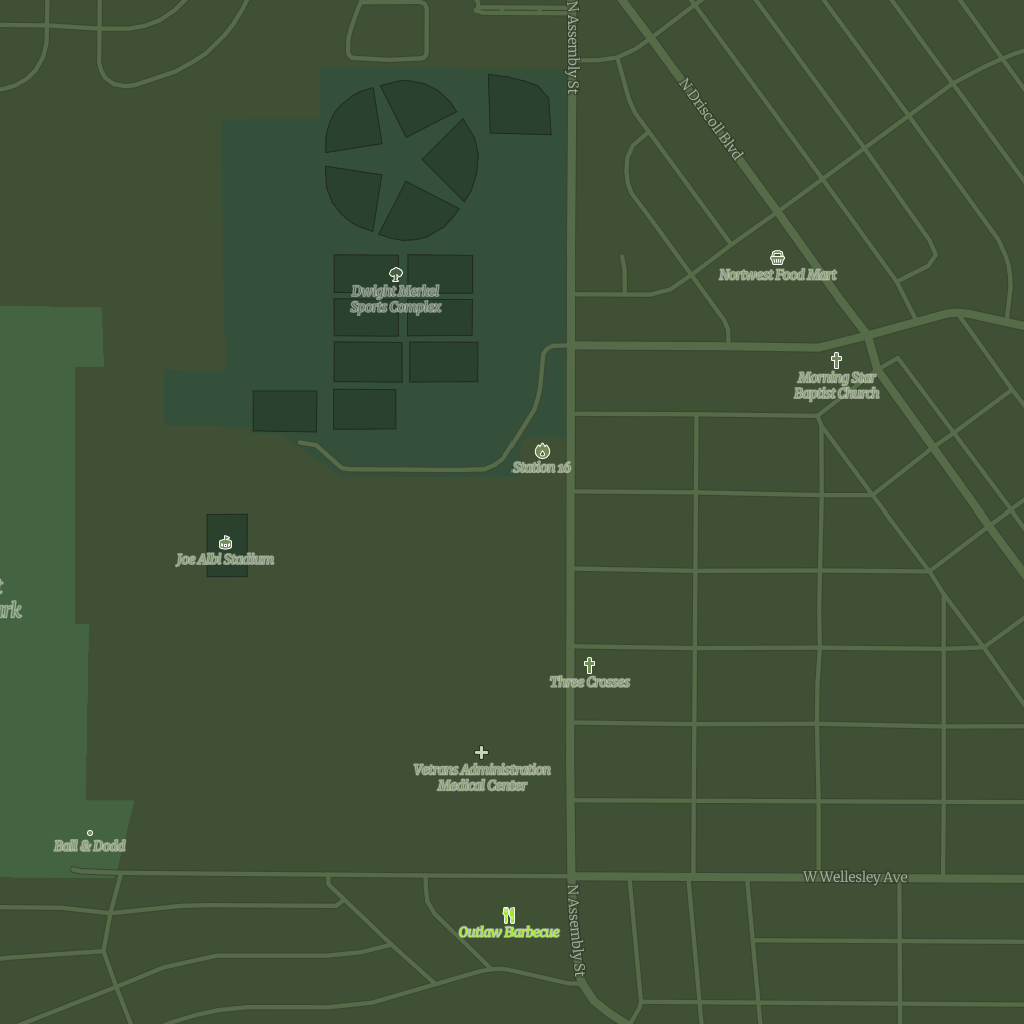 N Assembly St
N Driscoll Blvd
Nortwest Food Mart
Dwight Merkel
Sports Complex
Morning Star
Baptist Church
Station 16
Joe Albi Stadium
ark
Three Crosses
Vetrans Administration
Medical Center
Ball & Dodd
W Wellesley Ave
N Assembly St
Outlaw Barbecue